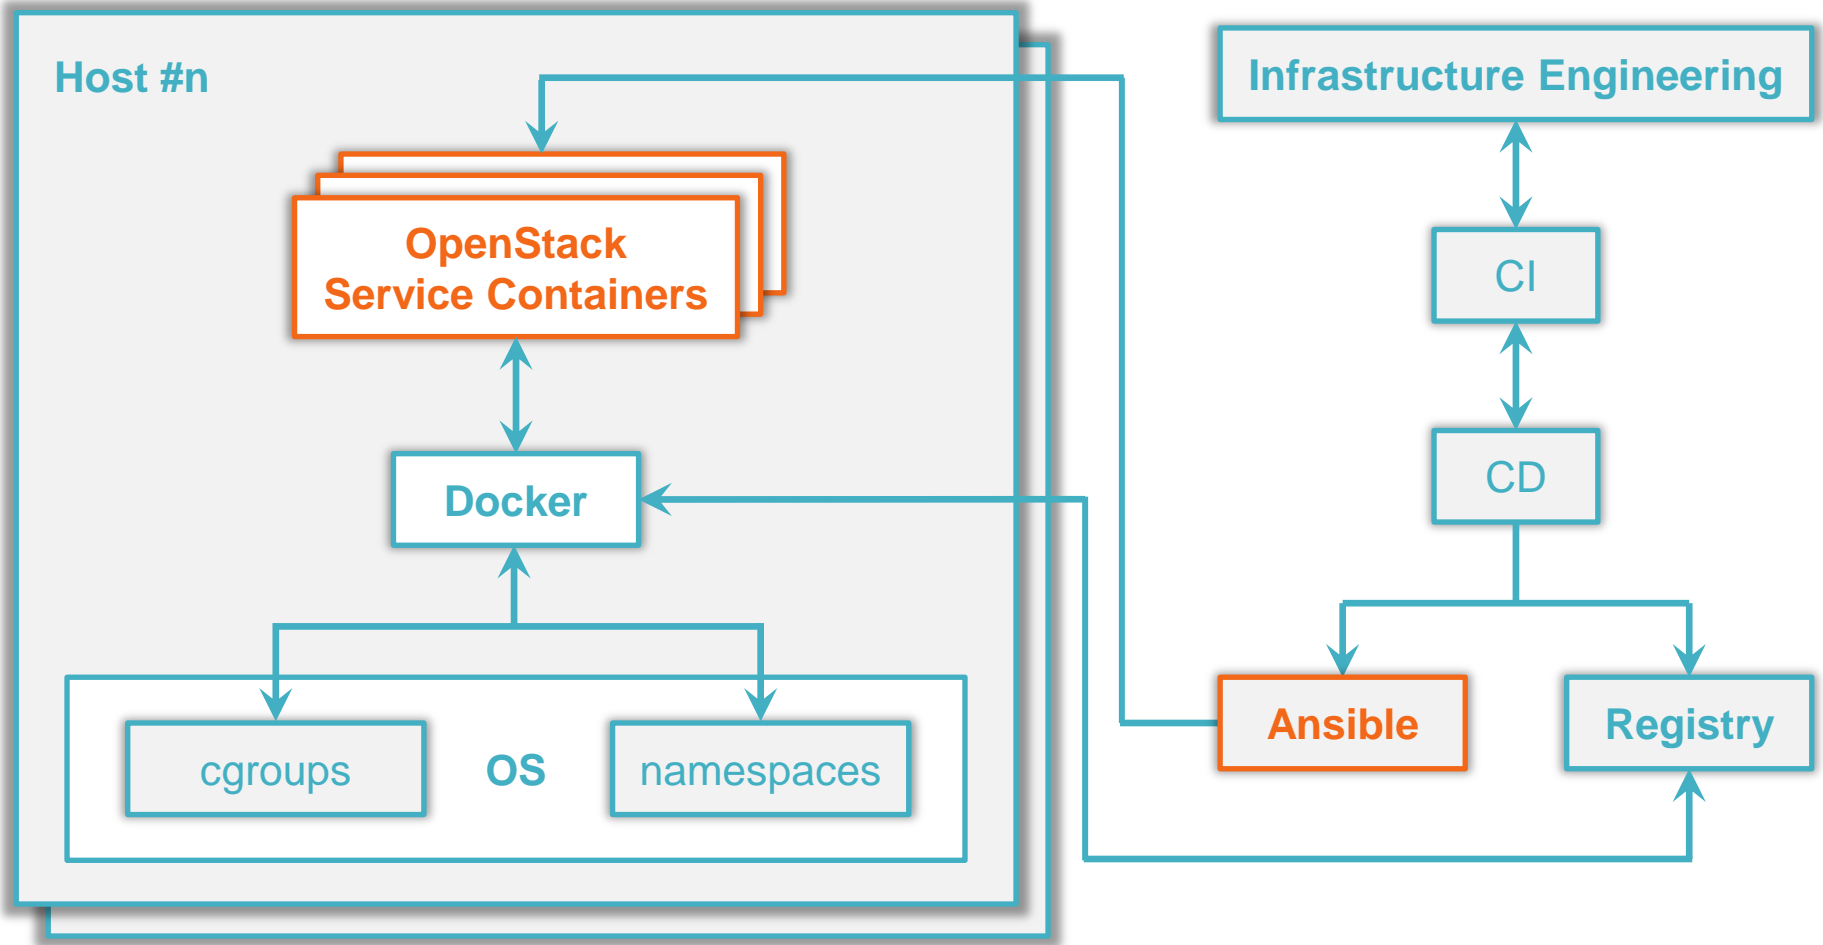 Host #n
OpenStack
Service Containers
Docker
cgroups
OS
namespaces
Infrastructure Engineering
CI
CD
Ansible
Registry